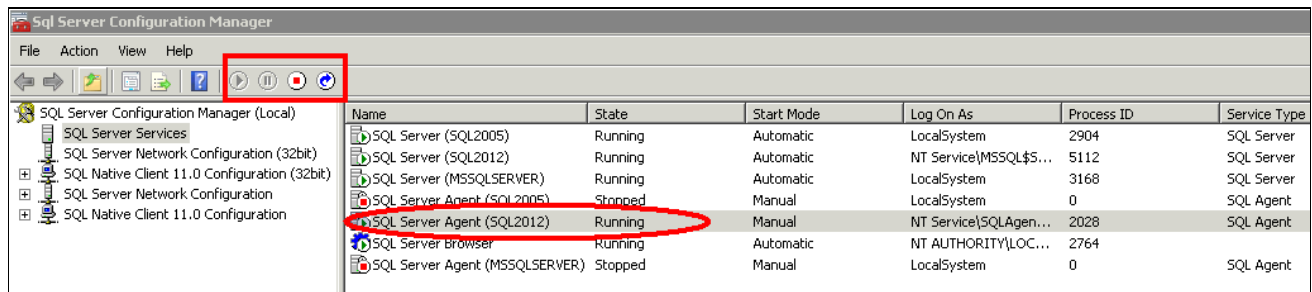 Sql Server Configuration Manager
File Action View Help
SQL Server Configuration Manager (Local)
SQL Server Services
SQL Server Network Configuration (32bit)
SQL Native Client 11.0 Configuration (32bit)
SQL Server Network Configuration
SQL Native Client 11.0 Configuration
Name State Start Mode Log On As Process ID Service Type
SQL Server (SQL2005) Running Automatic LocalSystem 2904 SQL Server
SQL Server (SQL2012) Running Automatic NT Service\MSSQL$S... 5112 SQL Server
SQL Server (MSSQLSERVER) Running Automatic LocalSystem 3168 SQL Server
SQL Server Agent (SQL2005) Stopped Manual LocalSystem 0 SQL Agent
SQL Server Agent (SQL2012) Running Manual NT Service\SQLAgen... 2028 SQL Agent
SQL Server Browser Running Automatic NT AUTHORITY\LOC... 2764
SQL Server Agent (MSSQLSERVER) Stopped Manual LocalSystem 0 SQL Agent